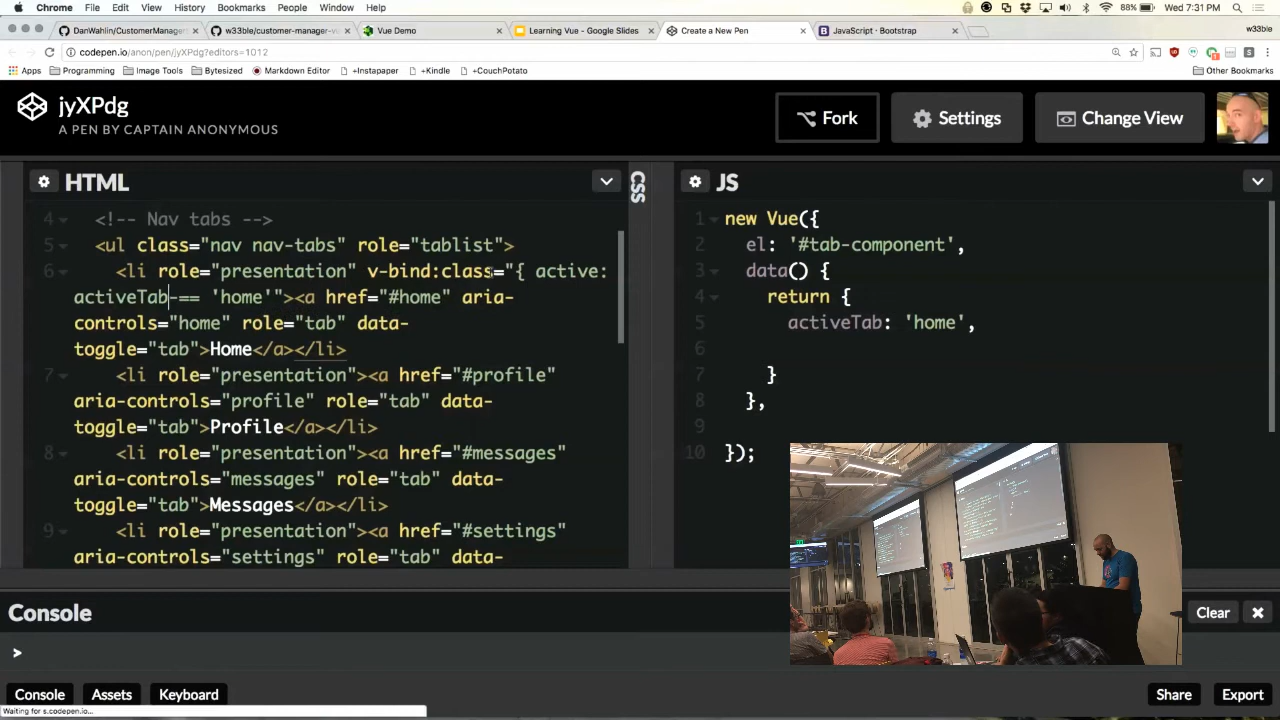 Chrome File Edit View History Bookmarks People Window Help 88% Wed 7:31 PM
DanWahlin/CustomerManage w33ble/customer-manager-vu Vue Demo Learning Vue - Google Slides Create a New Pen JavaScript · Bootstrap w33ble
codepen.io/anon/pen/jyXPdg?editors=1012
Apps Programming Image Tools Bytesized Markdown Editor +Instapaper +Kindle +CouchPotato Other Bookmarks
jyXPdg
A PEN BY CAPTAIN ANONYMOUS
Fork Settings Change View
HTML
4 <!-- Nav tabs -->
5 <ul class="nav nav-tabs" role="tablist">
6 <li role="presentation" v-bind:class="{ active:
activeTab == 'home'"><a href="#home" aria-
controls="home" role="tab" data-
toggle="tab">Home</a></li>
7 <li role="presentation"><a href="#profile"
aria-controls="profile" role="tab" data-
toggle="tab">Profile</a></li>
8 <li role="presentation"><a href="#messages"
aria-controls="messages" role="tab" data-
toggle="tab">Messages</a></li>
9 <li role="presentation"><a href="#settings"
aria-controls="settings" role="tab" data-
CSS
JS
1 new Vue({
2 el: '#tab-component',
3 data() {
4 return {
5 activeTab: 'home',
6
7 }
8 },
9
10 });
Console
Clear
>
Console Assets Keyboard Share Export
Waiting for s.codepen.io...